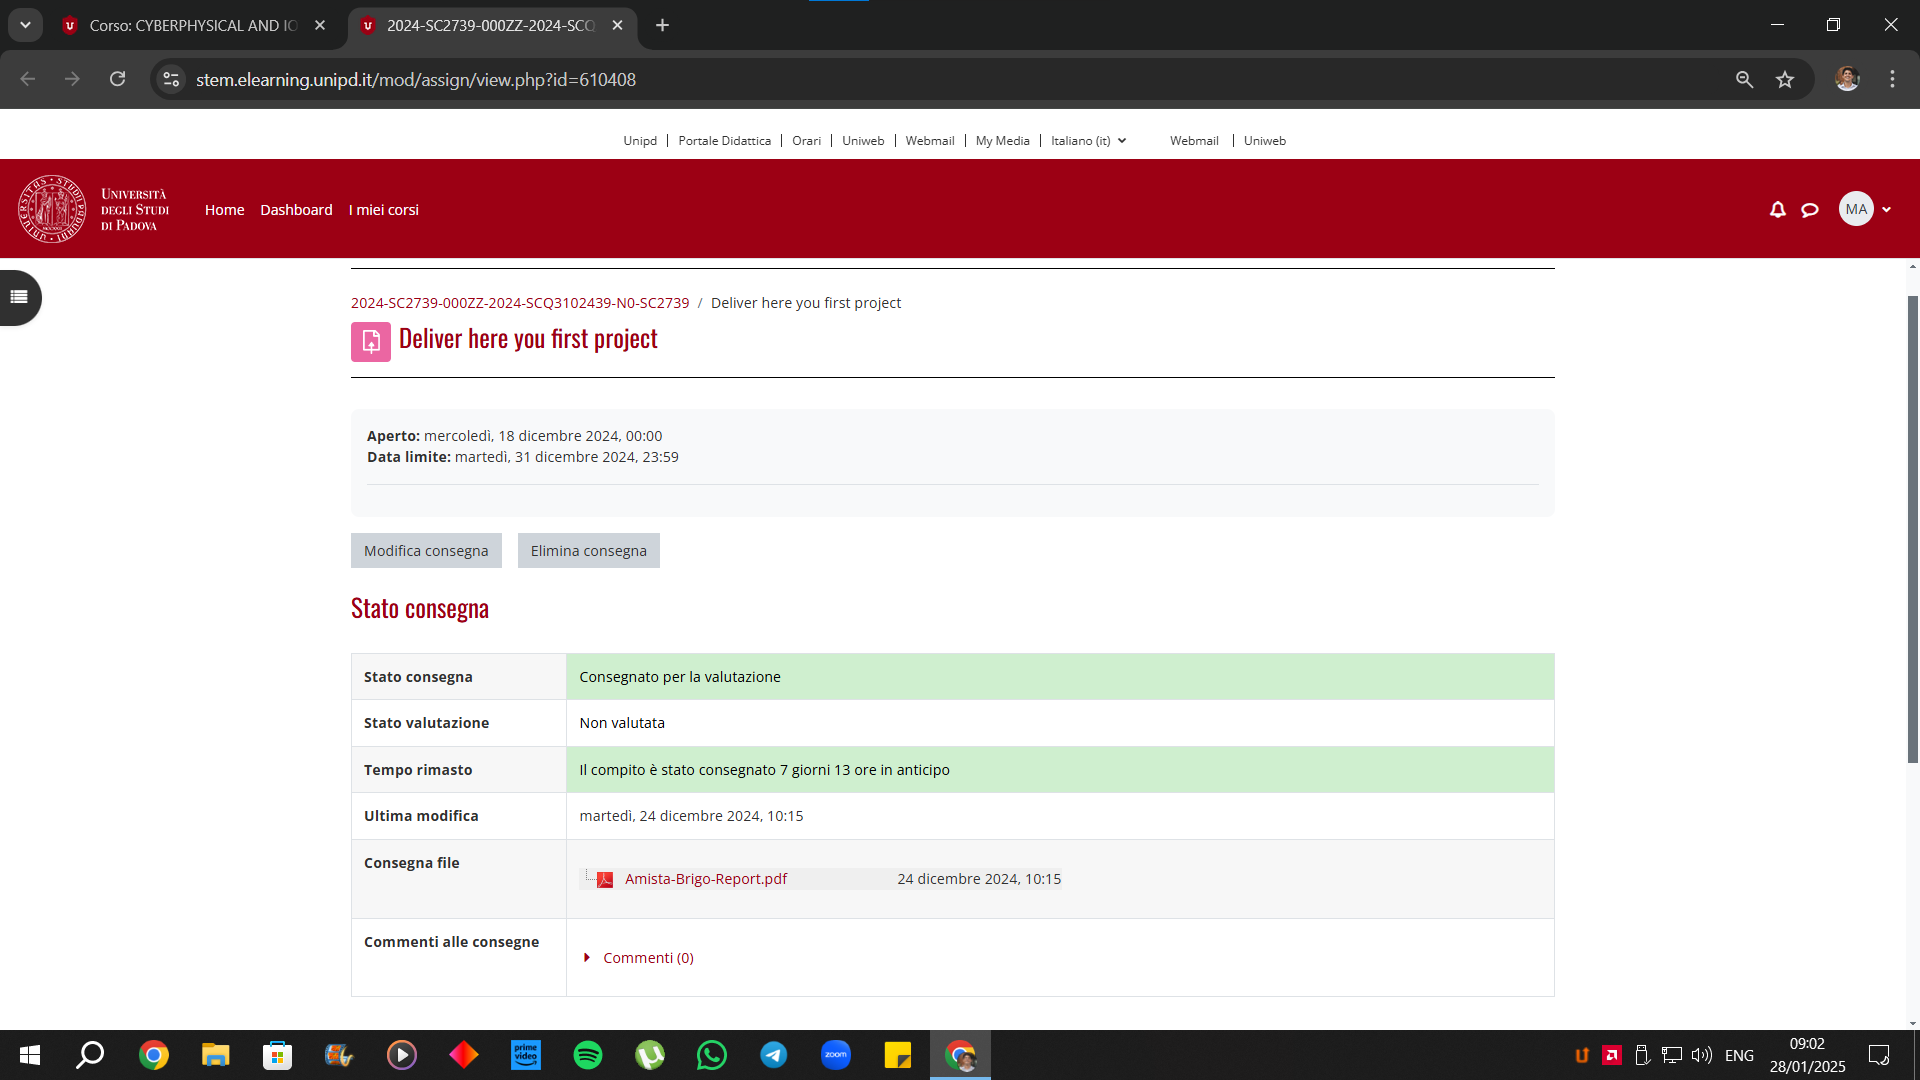 Corso: CYBERPHYSICAL AND IO
2024-SC2739-000ZZ-2024-SCQ
stem.elearning.unipd.it/mod/assign/view.php?id=610408
Unipd | Portale Didattica | Orari | Uniweb | Webmail | My Media | Italiano (it) Webmail | Uniweb
UNIVERSITÀ
DEGLI STUDI
DI PADOVA
Home Dashboard I miei corsi
MA
2024-SC2739-000ZZ-2024-SCQ3102439-N0-SC2739 / Deliver here you first project
Deliver here you first project
Aperto: mercoledì, 18 dicembre 2024, 00:00
Data limite: martedì, 31 dicembre 2024, 23:59
Modifica consegna Elimina consegna
Stato consegna
Stato consegna Consegnato per la valutazione
Stato valutazione Non valutata
Tempo rimasto Il compito è stato consegnato 7 giorni 13 ore in anticipo
Ultima modifica martedì, 24 dicembre 2024, 10:15
Consegna file Amista-Brigo-Report.pdf 24 dicembre 2024, 10:15
Commenti alle consegne Commenti (0)
prime video
zoom
ENG
09:02
28/01/2025